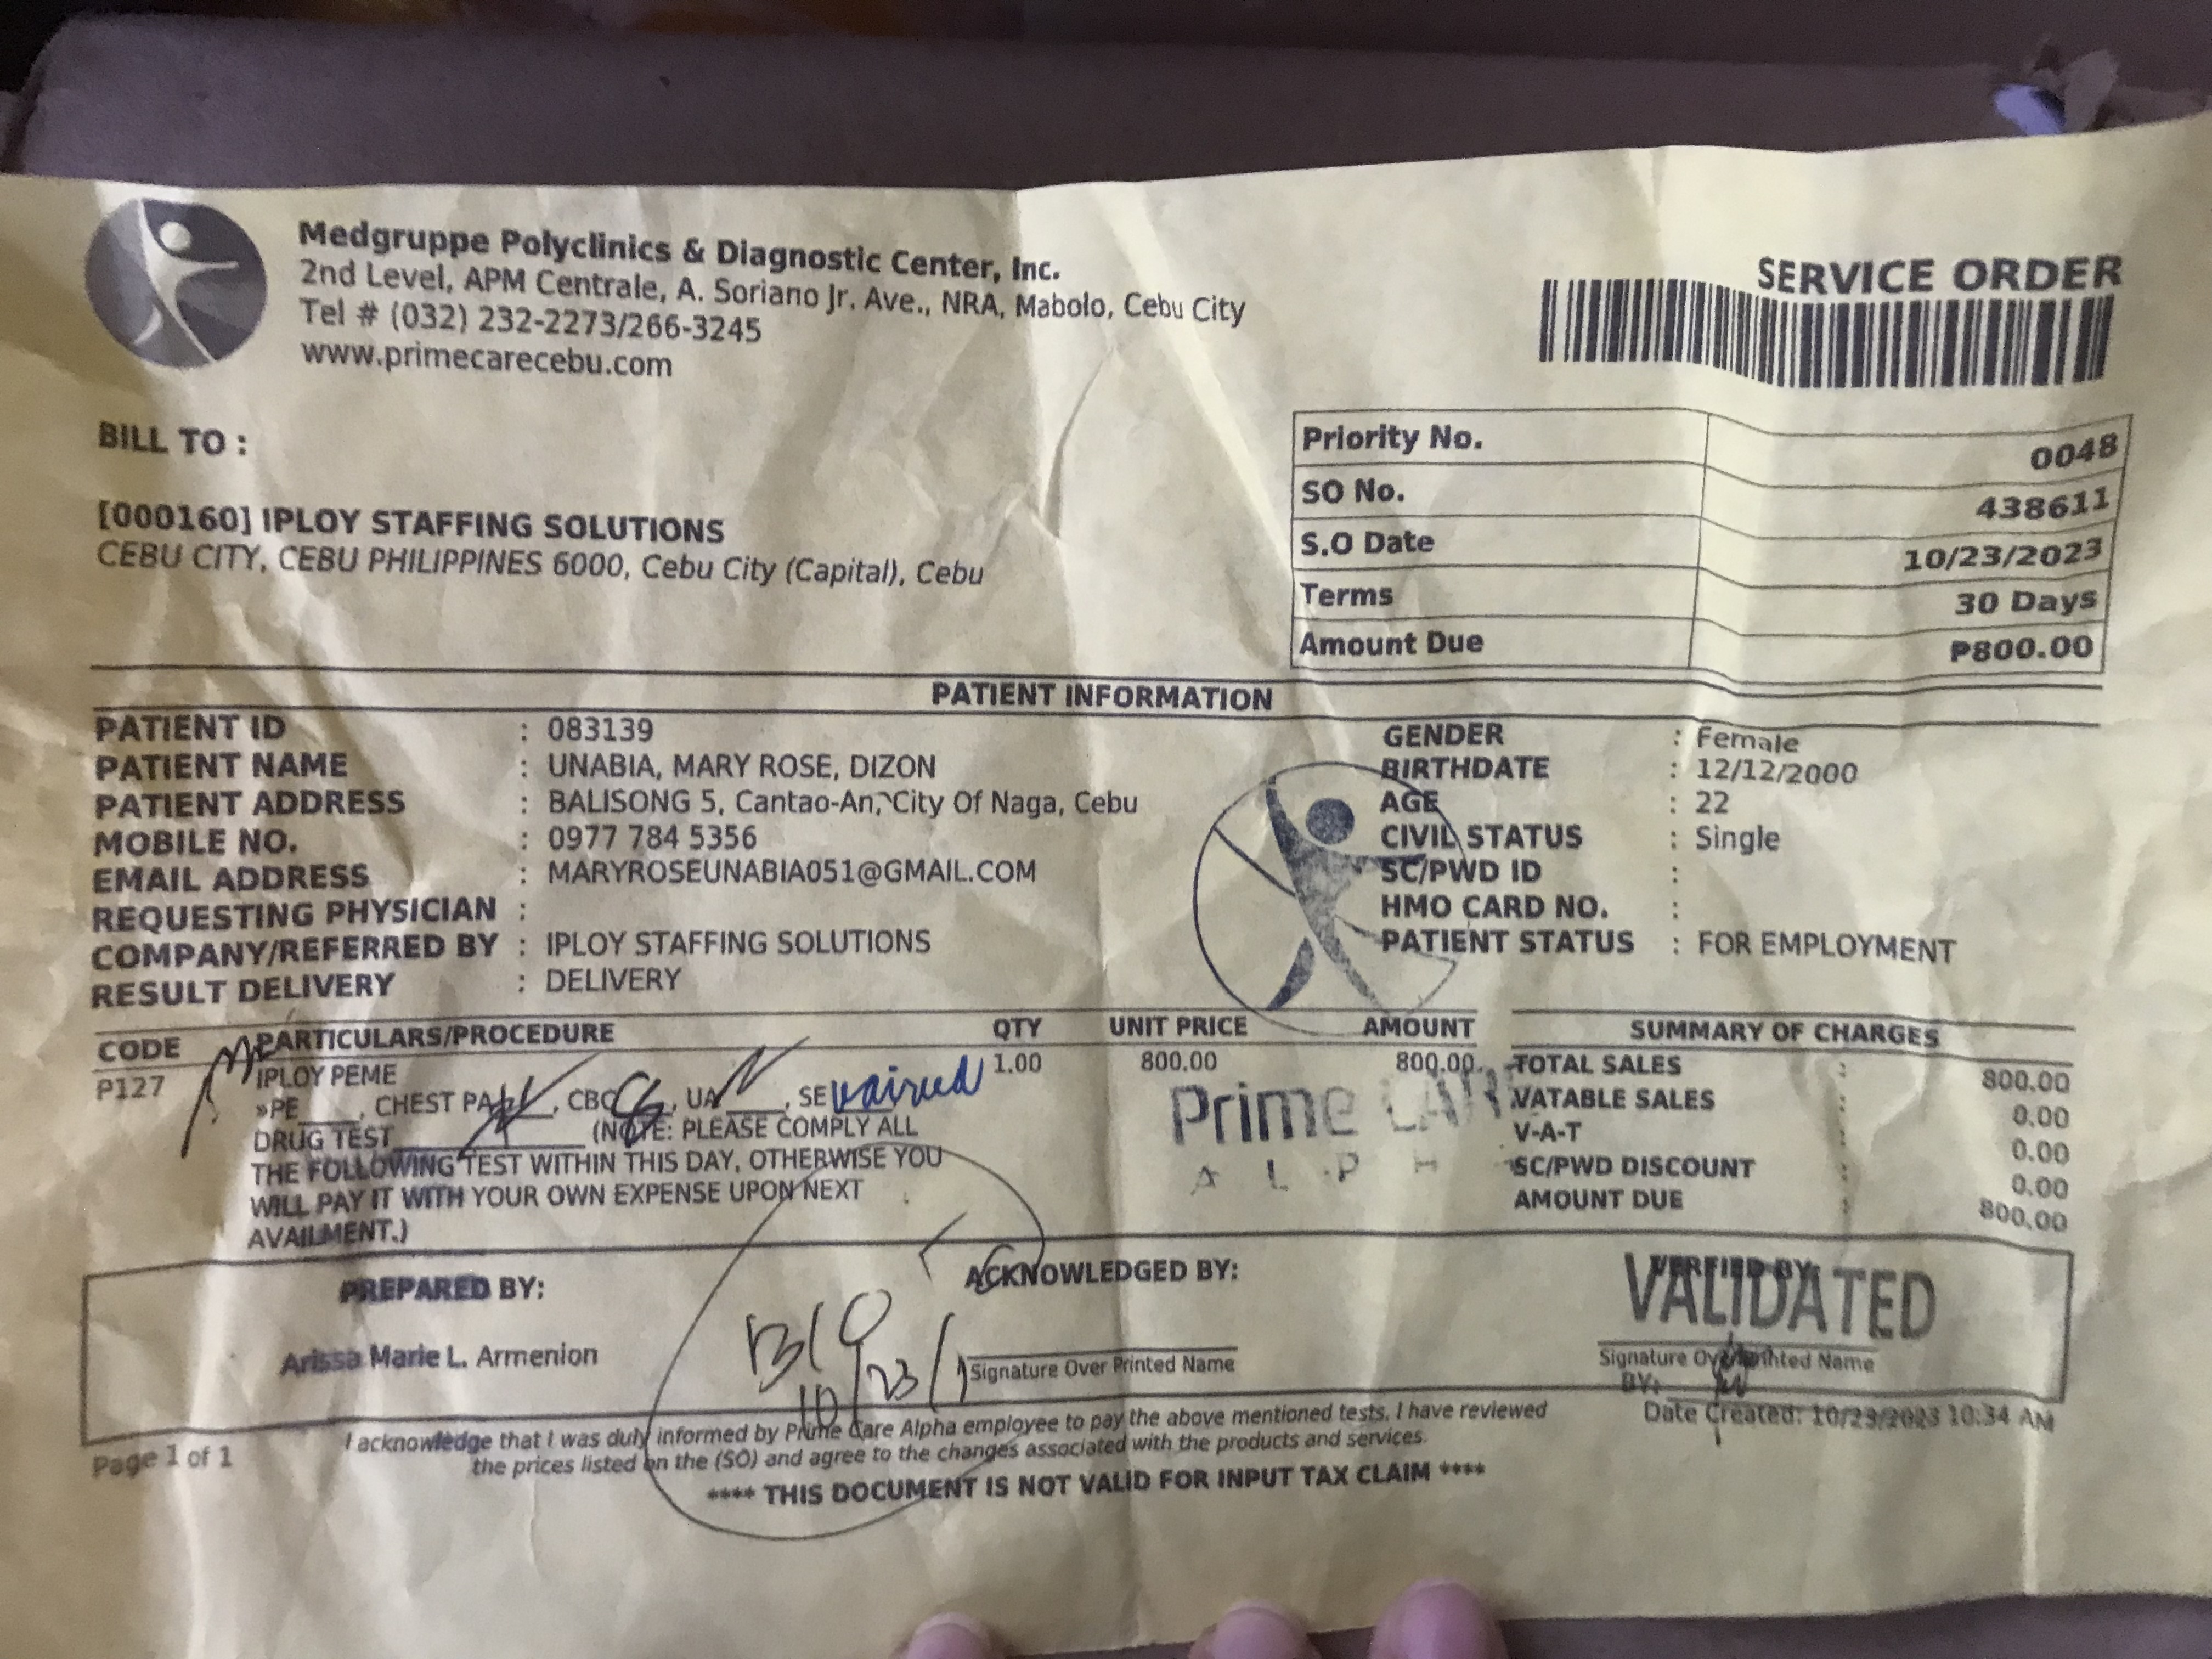 Medgruppe Polyclinics & Diagnostic Center, Inc.
2nd Level, APM Centrale, A. Soriano Jr. Ave., NRA, Mabolo, Cebu City
Tel # (032) 232-2273/266-3245
www.primecarecebu.com
SERVICE ORDER
BILL TO :
[000160] IPLOY STAFFING SOLUTIONS
CEBU CITY, CEBU PHILIPPINES 6000, Cebu City (Capital), Cebu
Priority No. 0048
SO No. 438611
S.O Date 10/23/2023
Terms 30 Days
Amount Due ₱800.00
PATIENT INFORMATION
PATIENT ID : 083139
PATIENT NAME : UNABIA, MARY ROSE, DIZON
PATIENT ADDRESS : BALISONG 5, Cantao-An, City Of Naga, Cebu
MOBILE NO. : 0977 784 5356
EMAIL ADDRESS : MARYROSEUNABIA051@GMAIL.COM
REQUESTING PHYSICIAN :
COMPANY/REFERRED BY : IPLOY STAFFING SOLUTIONS
RESULT DELIVERY : DELIVERY
GENDER : Female
BIRTHDATE : 12/12/2000
AGE : 22
CIVIL STATUS : Single
SC/PWD ID :
HMO CARD NO. :
PATIENT STATUS : FOR EMPLOYMENT
CODE PARTICULARS/PROCEDURE QTY UNIT PRICE AMOUNT
P127 IPLOY PEME 1.00 800.00 800.00
»PE____, CHEST PA____, CBC____, UA____, SE waived
DRUG TEST____ (NOTE: PLEASE COMPLY ALL
THE FOLLOWING TEST WITHIN THIS DAY, OTHERWISE YOU
WILL PAY IT WITH YOUR OWN EXPENSE UPON NEXT
AVAILMENT.)
Prime CAR
A L P H
SUMMARY OF CHARGES
TOTAL SALES : 800.00
VATABLE SALES : 0.00
V-A-T : 0.00
SC/PWD DISCOUNT : 0.00
AMOUNT DUE : 800.00
PREPARED BY:
Arissa Marie L. Armenion
10/23/
ACKNOWLEDGED BY:
Signature Over Printed Name
VERIFIED BY:
VALIDATED
Signature Over Printed Name
BY:
Date Created: 10/23/2023 10:34 AM
Page 1 of 1
I acknowledge that I was duly informed by Prime Care Alpha employee to pay the above mentioned tests. I have reviewed
the prices listed on the (SO) and agree to the changes associated with the products and services.
**** THIS DOCUMENT IS NOT VALID FOR INPUT TAX CLAIM ****